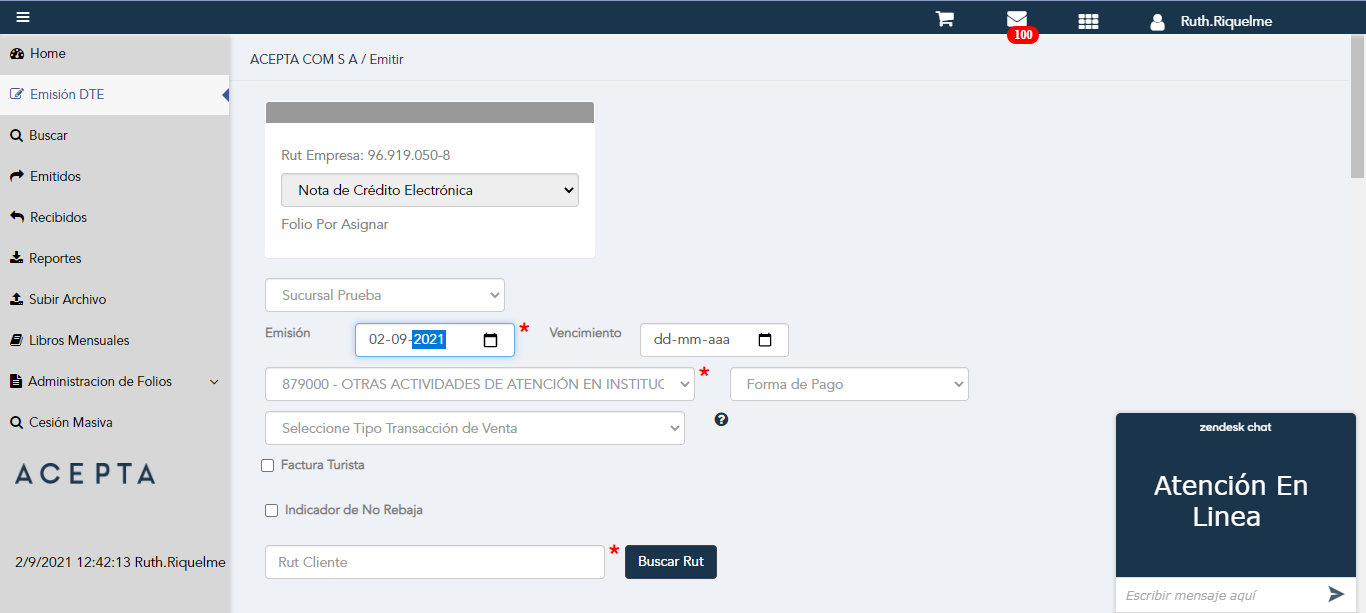 Ruth.Riquelme
100
Home
Emisión DTE
Buscar
Emitidos
Recibidos
Reportes
Subir Archivo
Libros Mensuales
Administracion de Folios
Cesión Masiva
ACEPTA
2/9/2021 12:42:13 Ruth.Riquelme
ACEPTA COM S A / Emitir
Rut Empresa: 96.919.050-8
Nota de Crédito Electrónica
Folio Por Asignar
Sucursal Prueba
Emisión 02-09-2021 * Vencimiento dd-mm-aaa
879000 - OTRAS ACTIVIDADES DE ATENCIÓN EN INSTITUC * Forma de Pago
Seleccione Tipo Transacción de Venta ?
Factura Turista
Indicador de No Rebaja
Rut Cliente * Buscar Rut
zendesk chat
Atención En
Linea
Escribir mensaje aquí